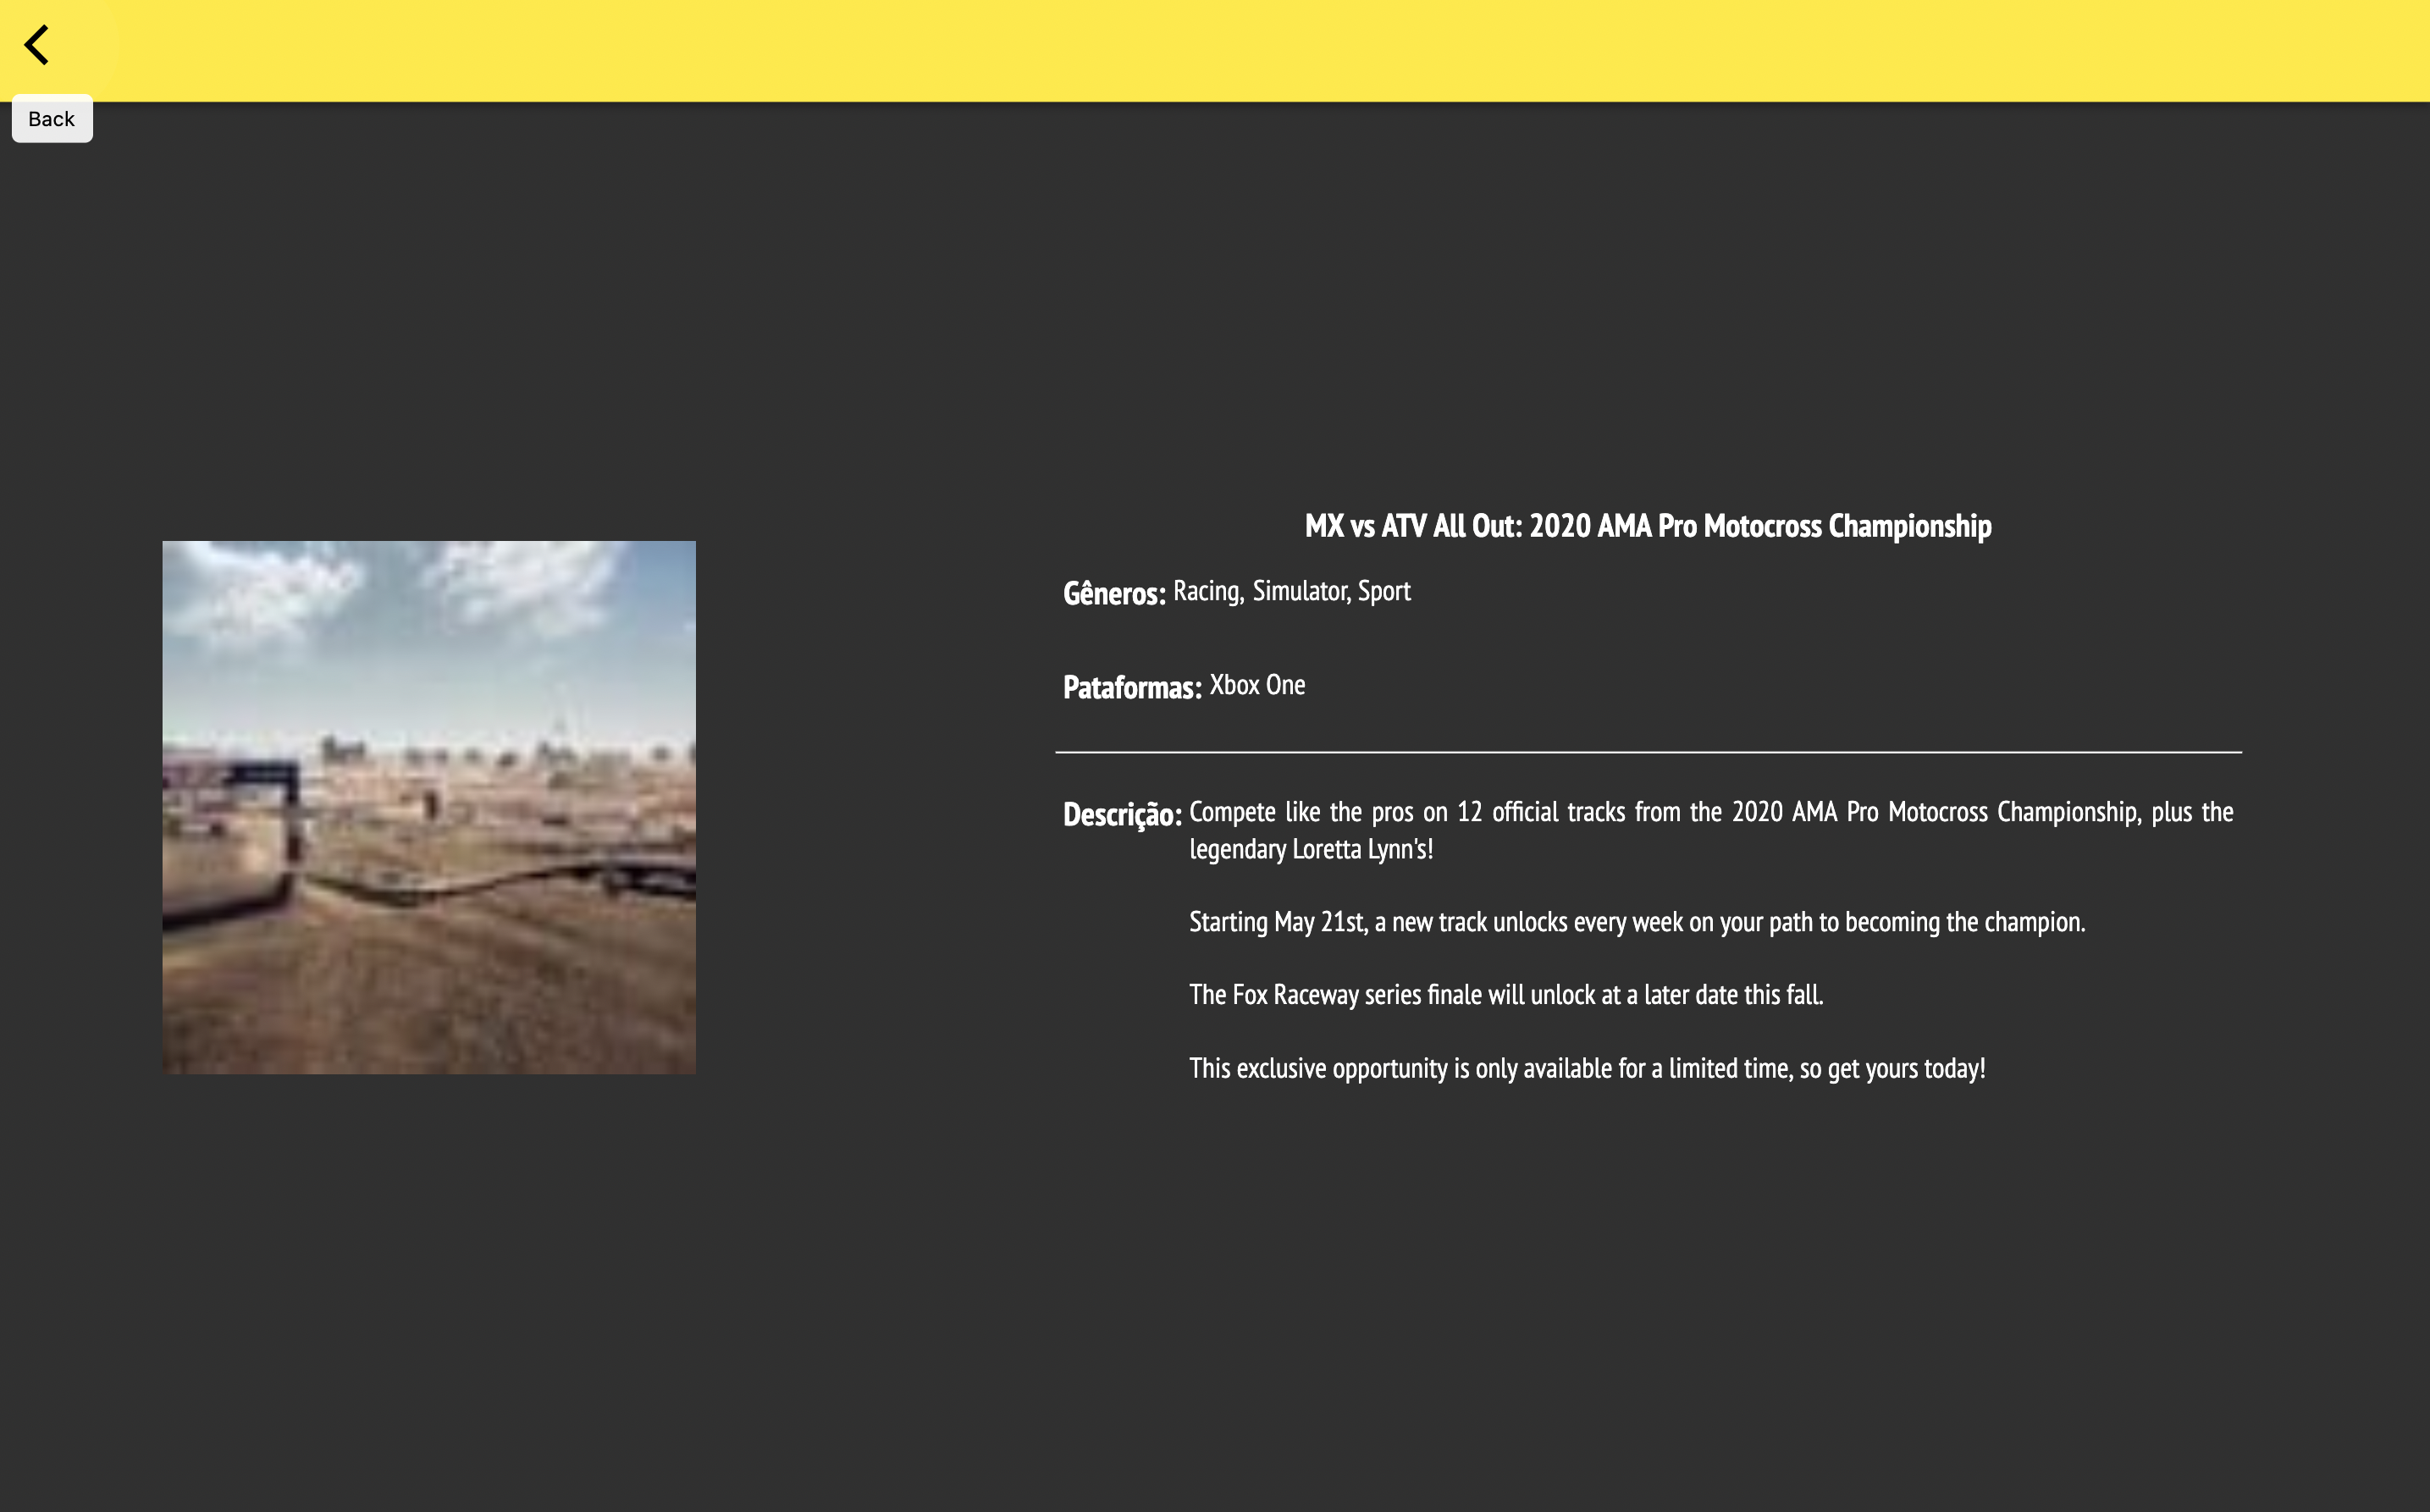 Back
MX vs ATV All Out: 2020 AMA Pro Motocross Championship
Gêneros: Racing, Simulator, Sport
Pataformas: Xbox One
Descrição: Compete like the pros on 12 official tracks from the 2020 AMA Pro Motocross Championship, plus the
legendary Loretta Lynn's!
Starting May 21st, a new track unlocks every week on your path to becoming the champion.
The Fox Raceway series finale will unlock at a later date this fall.
This exclusive opportunity is only available for a limited time, so get yours today!